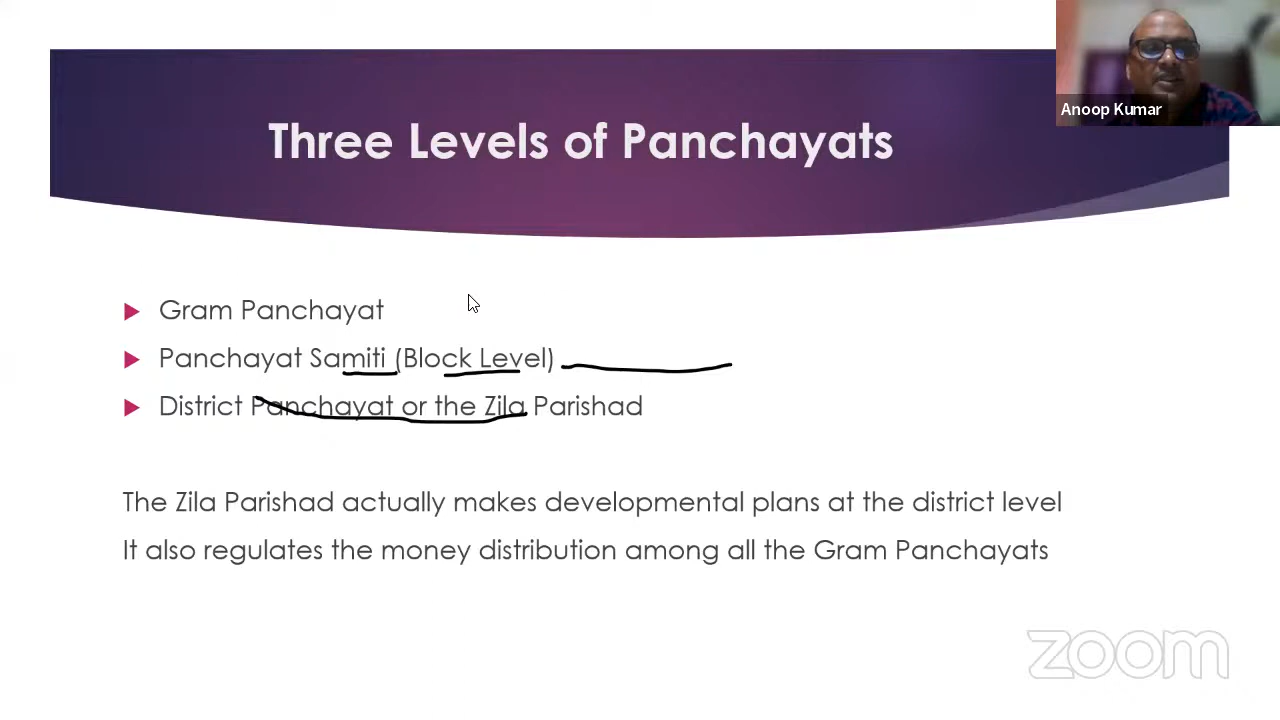 Anoop Kumar
Three Levels of Panchayats
Gram Panchayat
Panchayat Samiti (Block Level)
District Panchayat or the Zila Parishad
The Zila Parishad actually makes developmental plans at the district level
It also regulates the money distribution among all the Gram Panchayats
zoom